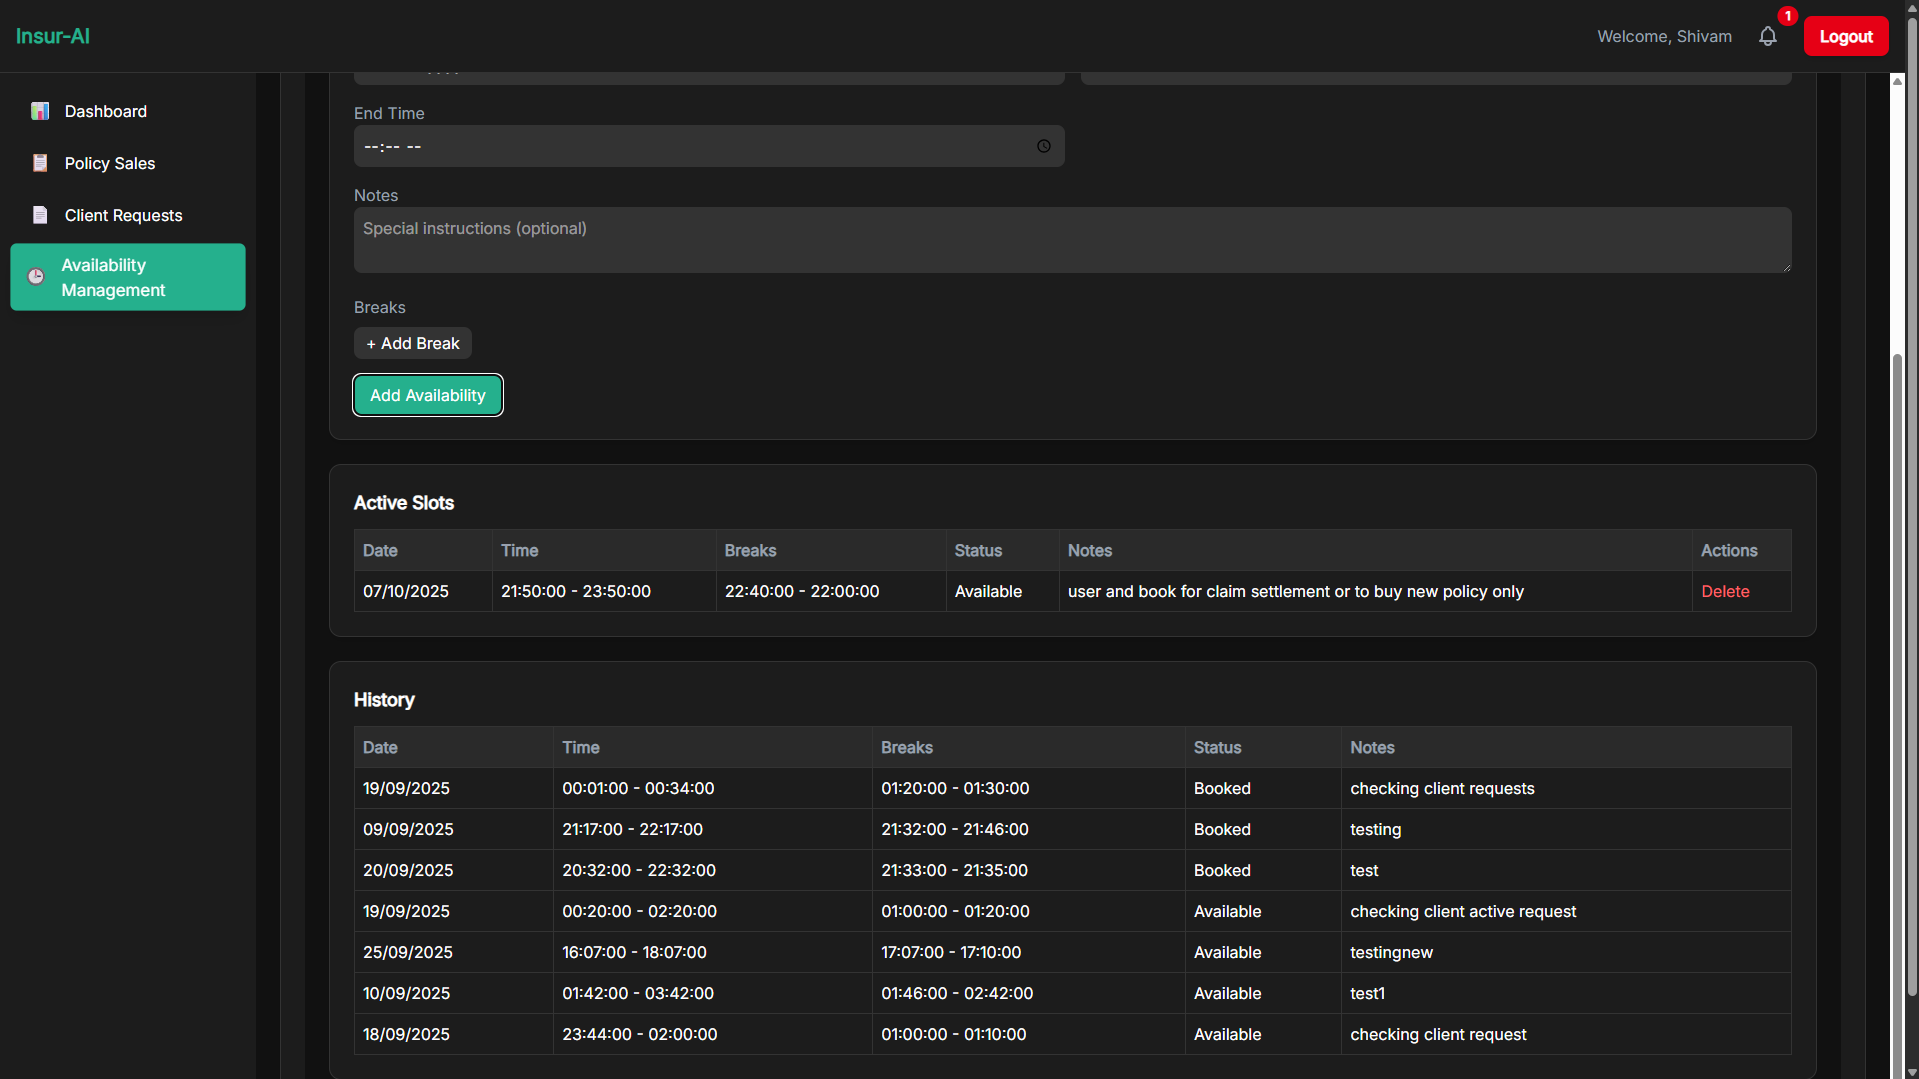 Insur-AI
Welcome, Shivam
1
Logout
Dashboard
Policy Sales
Client Requests
Availability
Management
End Time
--:-- --
Notes
Special instructions (optional)
Breaks
+ Add Break
Add Availability
Active Slots
Date Time Breaks Status Notes Actions
07/10/2025 21:50:00 - 23:50:00 22:40:00 - 22:00:00 Available user and book for claim settlement or to buy new policy only Delete
History
Date Time Breaks Status Notes
19/09/2025 00:01:00 - 00:34:00 01:20:00 - 01:30:00 Booked checking client requests
09/09/2025 21:17:00 - 22:17:00 21:32:00 - 21:46:00 Booked testing
20/09/2025 20:32:00 - 22:32:00 21:33:00 - 21:35:00 Booked test
19/09/2025 00:20:00 - 02:20:00 01:00:00 - 01:20:00 Available checking client active request
25/09/2025 16:07:00 - 18:07:00 17:07:00 - 17:10:00 Available testingnew
10/09/2025 01:42:00 - 03:42:00 01:46:00 - 02:42:00 Available test1
18/09/2025 23:44:00 - 02:00:00 01:00:00 - 01:10:00 Available checking client request